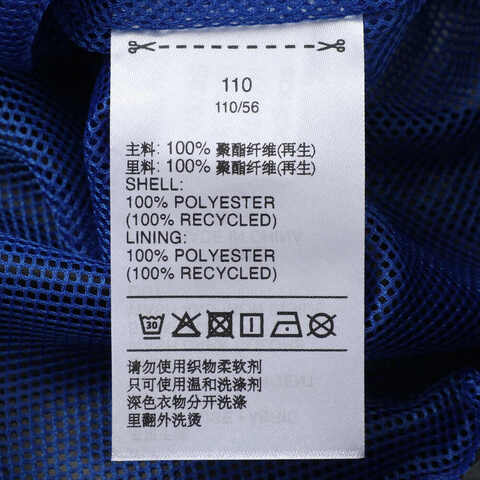 110
110/56
主料: 100% 聚酯纤维(再生)
里料: 100% 聚酯纤维(再生)
SHELL:
100% POLYESTER
(100% RECYCLED)
LINING:
100% POLYESTER
(100% RECYCLED)
30
请勿使用织物柔软剂
只可使用温和洗涤剂
深色衣物分开洗涤
里翻外洗烫